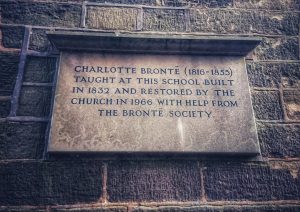 CHARLOTTE BRONTË (1816-1855)
TAUGHT AT THIS SCHOOL BUILT
IN 1832 AND RESTORED BY THE
CHURCH IN 1966 WITH HELP FROM
THE BRONTË SOCIETY.